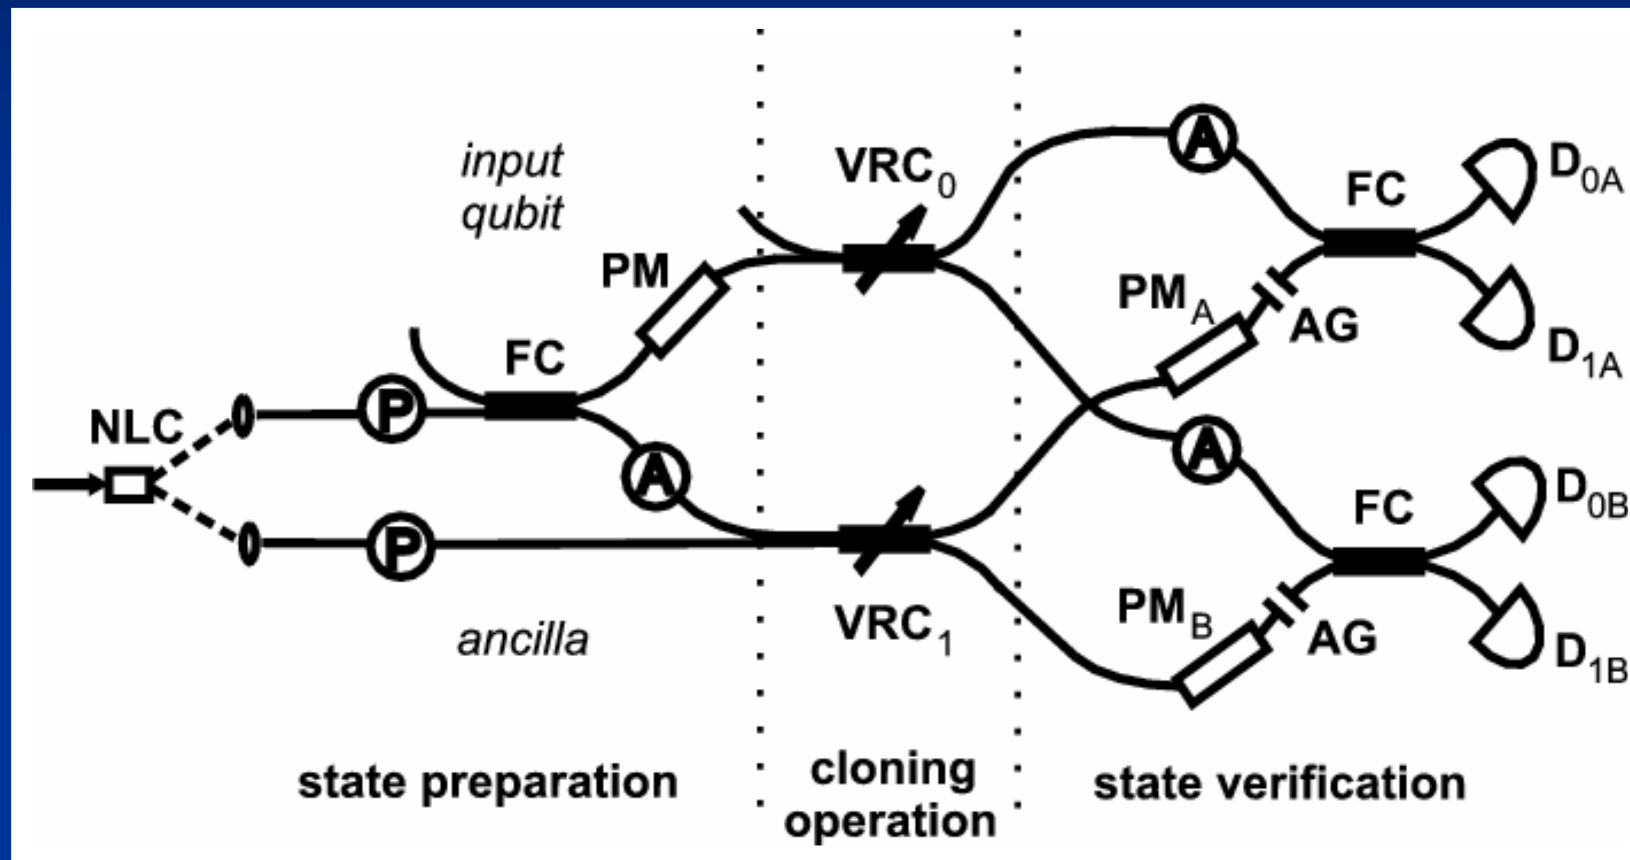 input
qubit
VRC0
A
FC
D0A
PM
PMA
AG
D1A
FC
NLC
P
A
A
FC
D0B
P
VRC1
PMB
AG
D1B
ancilla
state preparation
cloning
operation
state verification